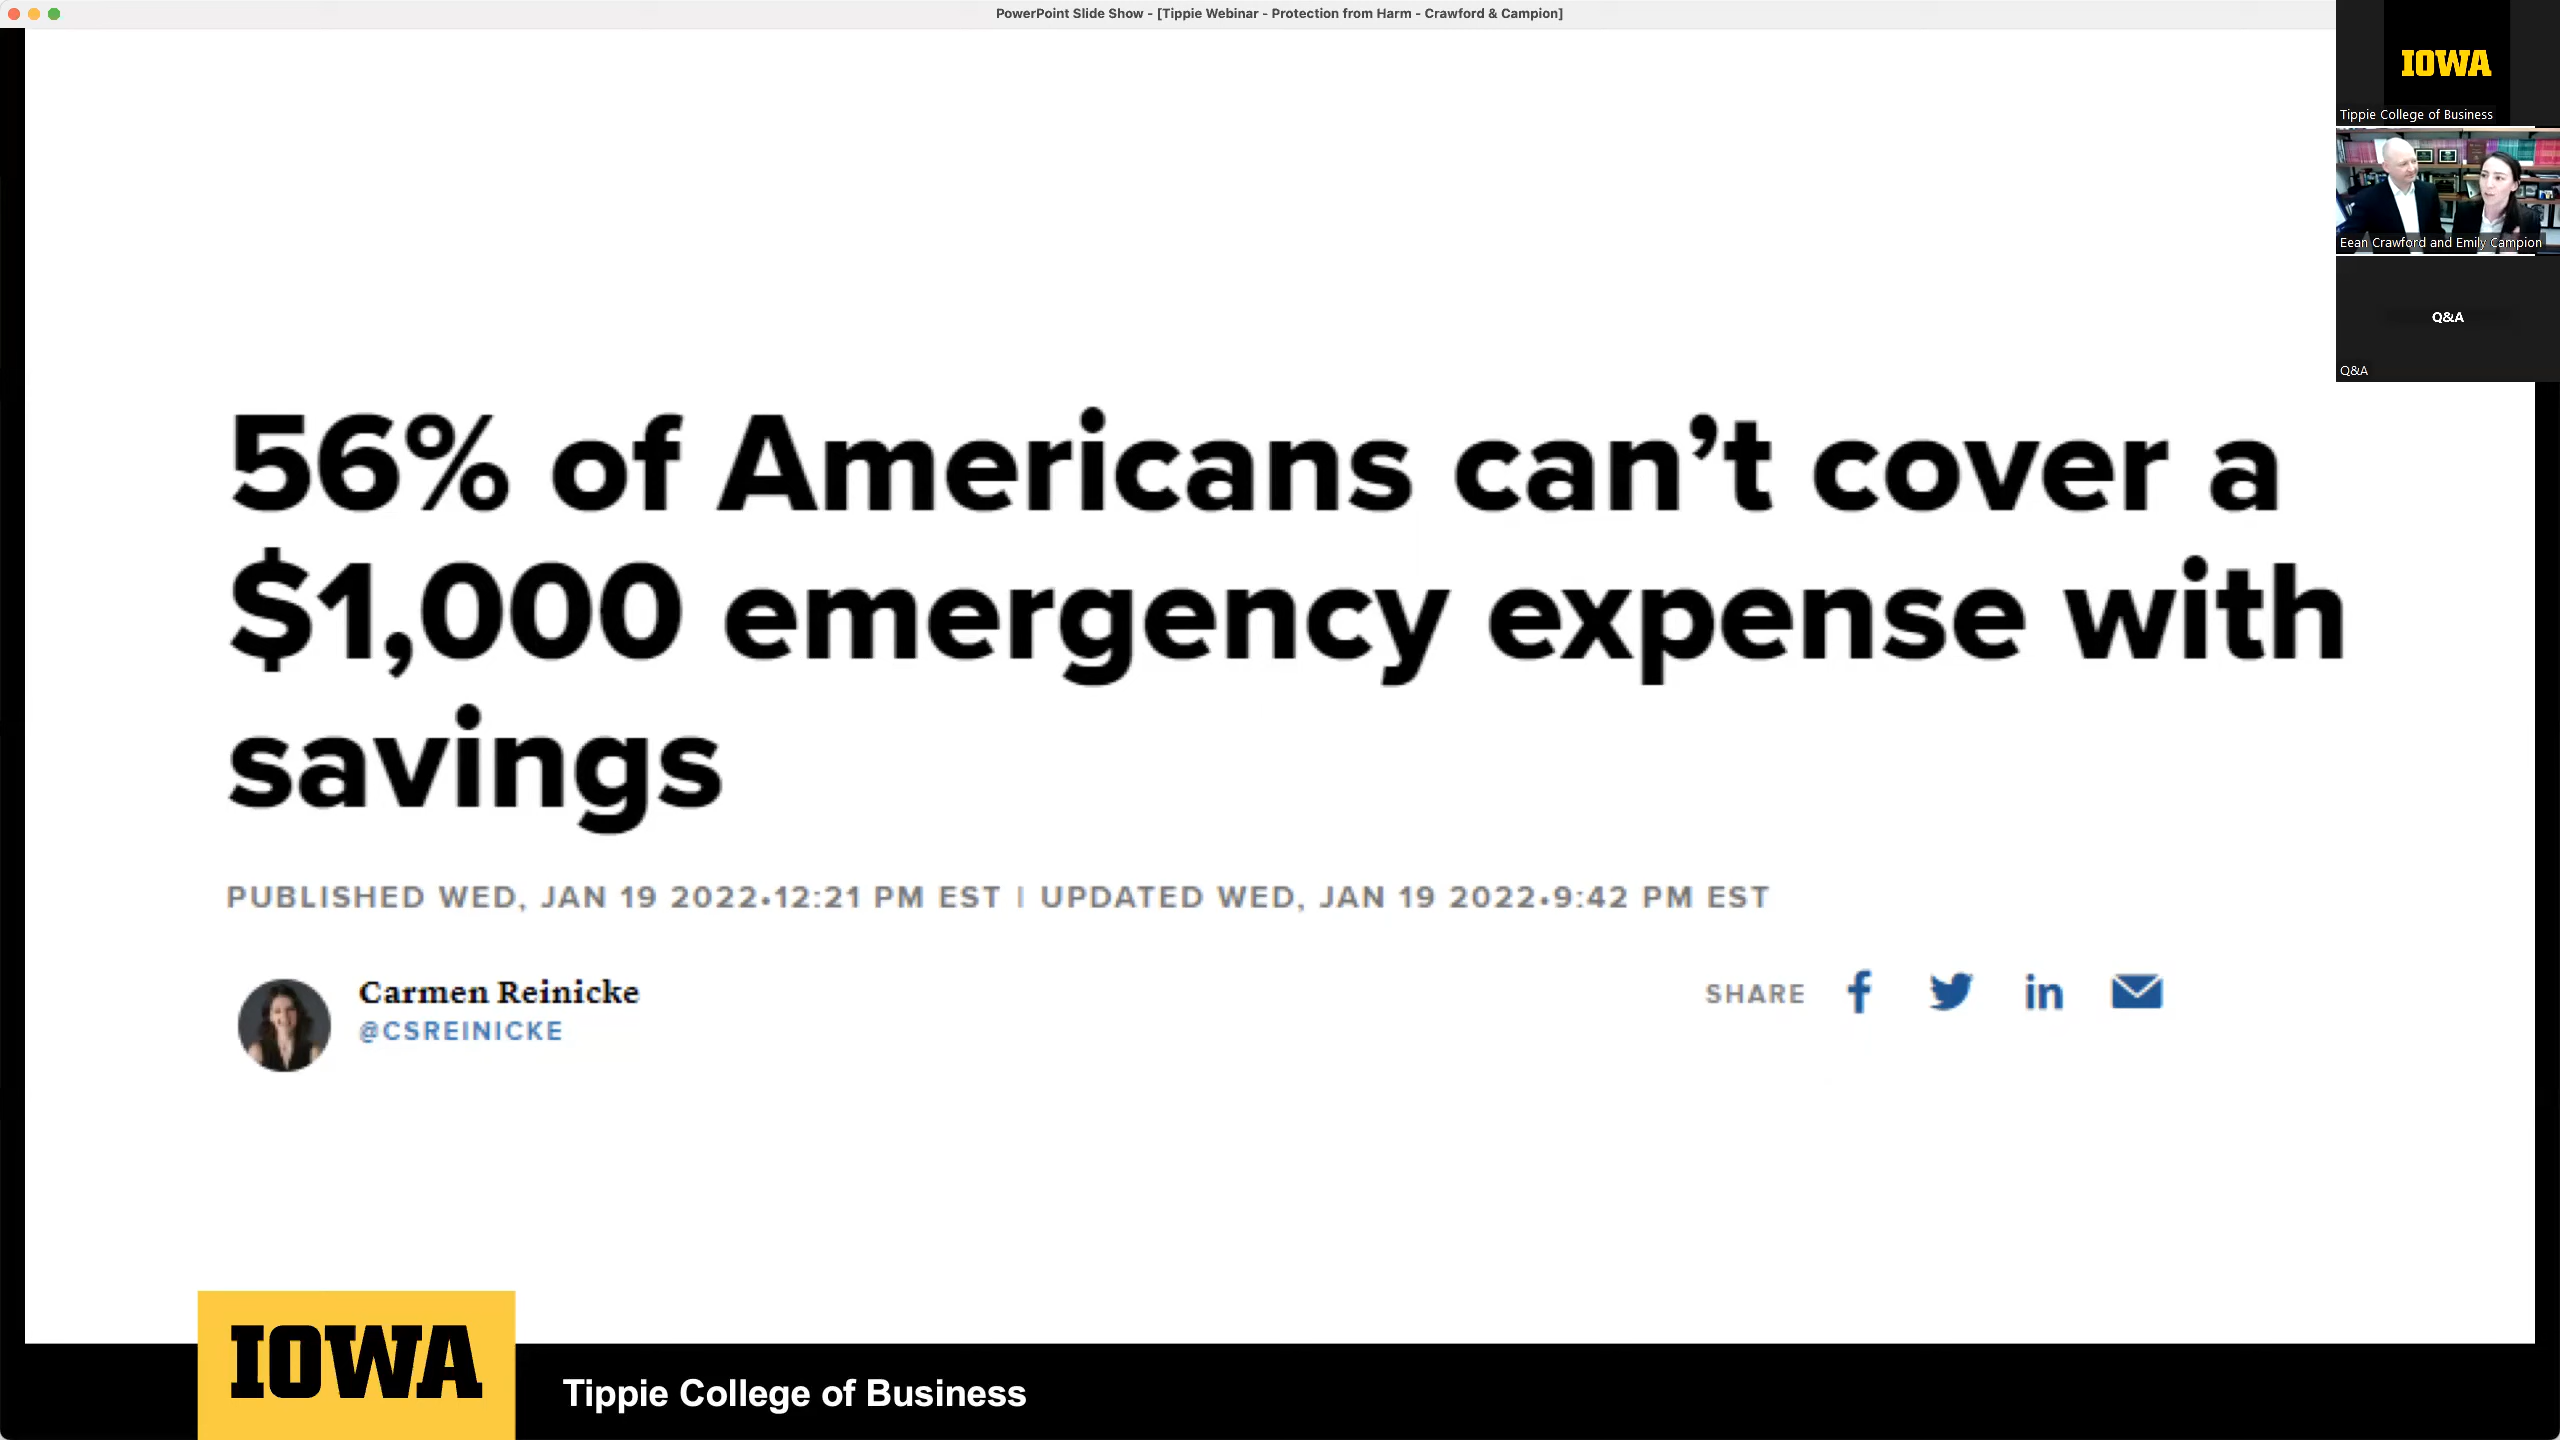 PowerPoint Slide Show - [Tippie Webinar - Protection from Harm - Crawford & Campion]
IOWA
Tippie College of Business
Eean Crawford and Emily Campion
Q&A
Q&A
56% of Americans can’t cover a
$1,000 emergency expense with
savings
PUBLISHED WED, JAN 19 2022•12:21 PM EST | UPDATED WED, JAN 19 2022•9:42 PM EST
Carmen Reinicke
@CSREINICKE
SHARE
IOWA
Tippie College of Business